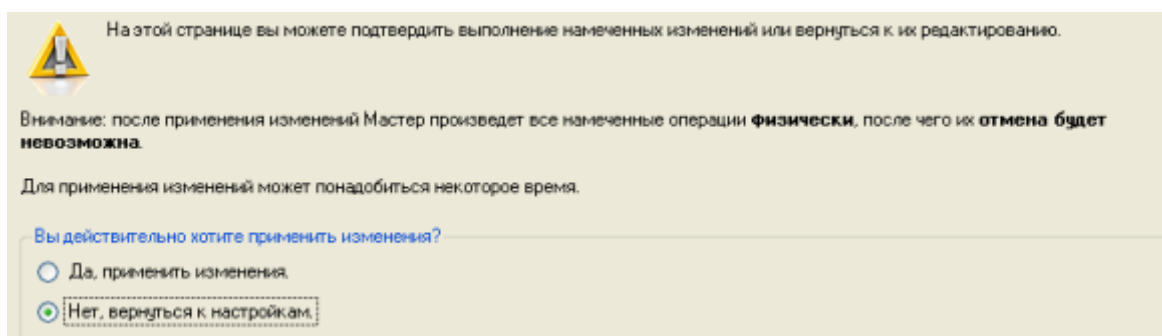 На этой странице вы можете подтвердить выполнение намеченных изменений или вернуться к их редактированию.
Внимание: после применения изменений Мастер произведет все намеченные операции физически, после чего их отмена будет
невозможна.
Для применения изменений может понадобиться некоторое время.
Вы действительно хотите применить изменения?
Да, применить изменения.
Нет, вернуться к настройкам.